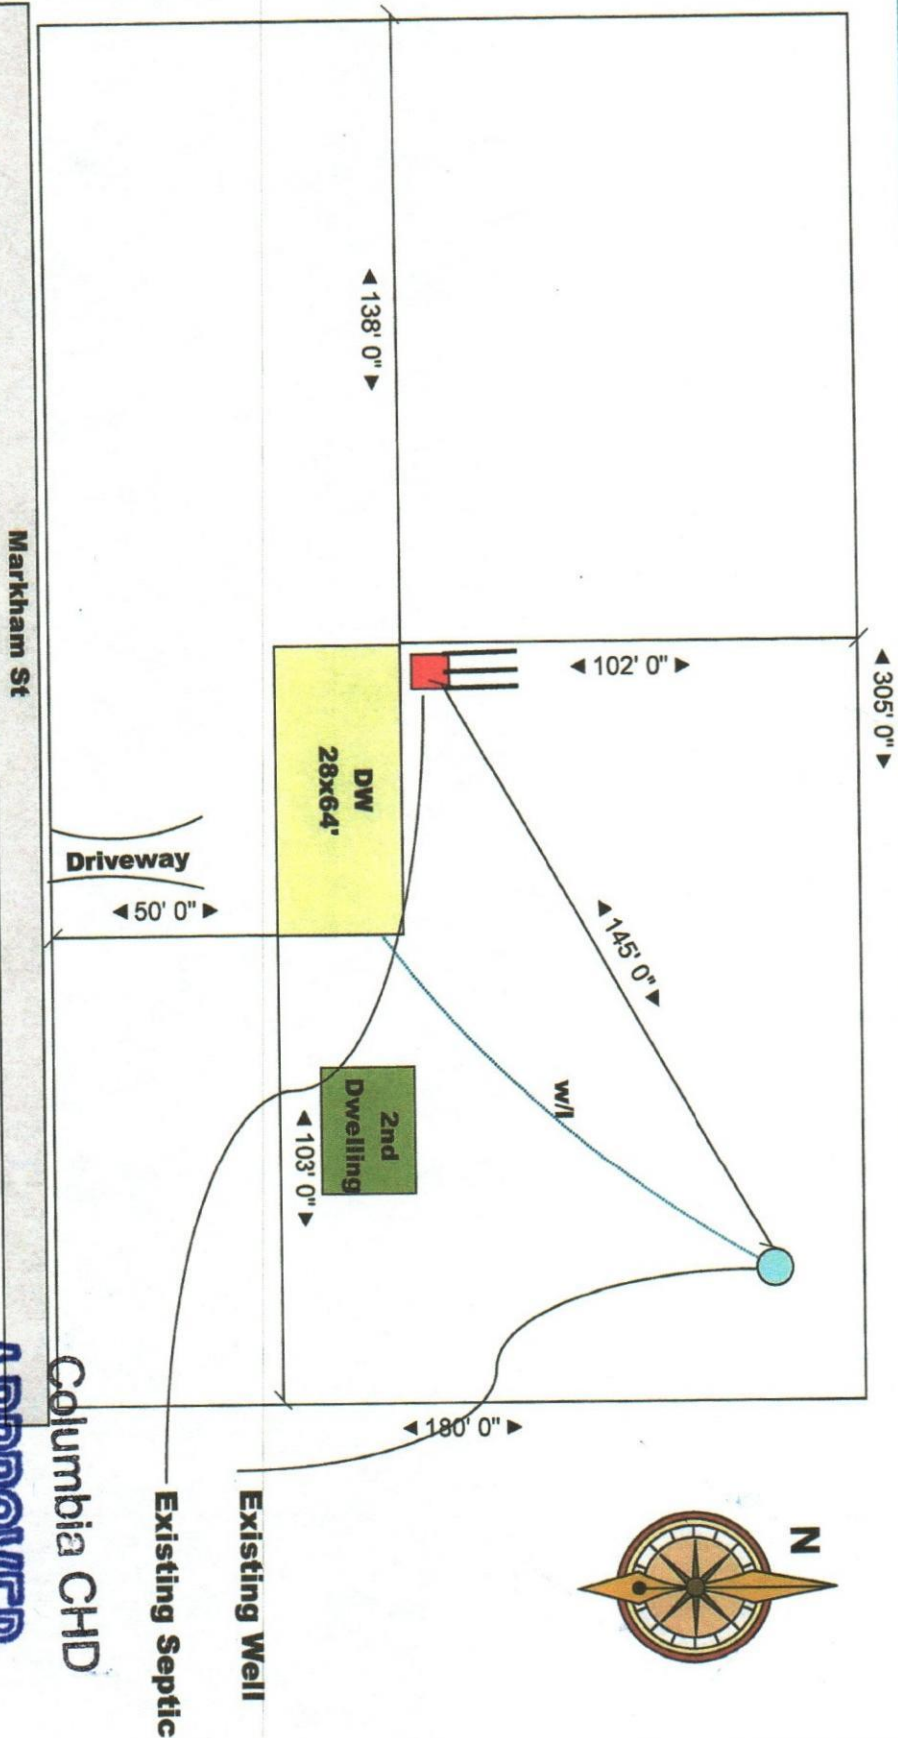 305' 0"
138' 0"
102' 0"
DW
28x64'
145' 0"
Driveway
50' 0"
w/l
2nd
Dwelling
103' 0"
180' 0"
Markham St
N
Existing Well
Existing Septic
Columbia CHD
APPROVED